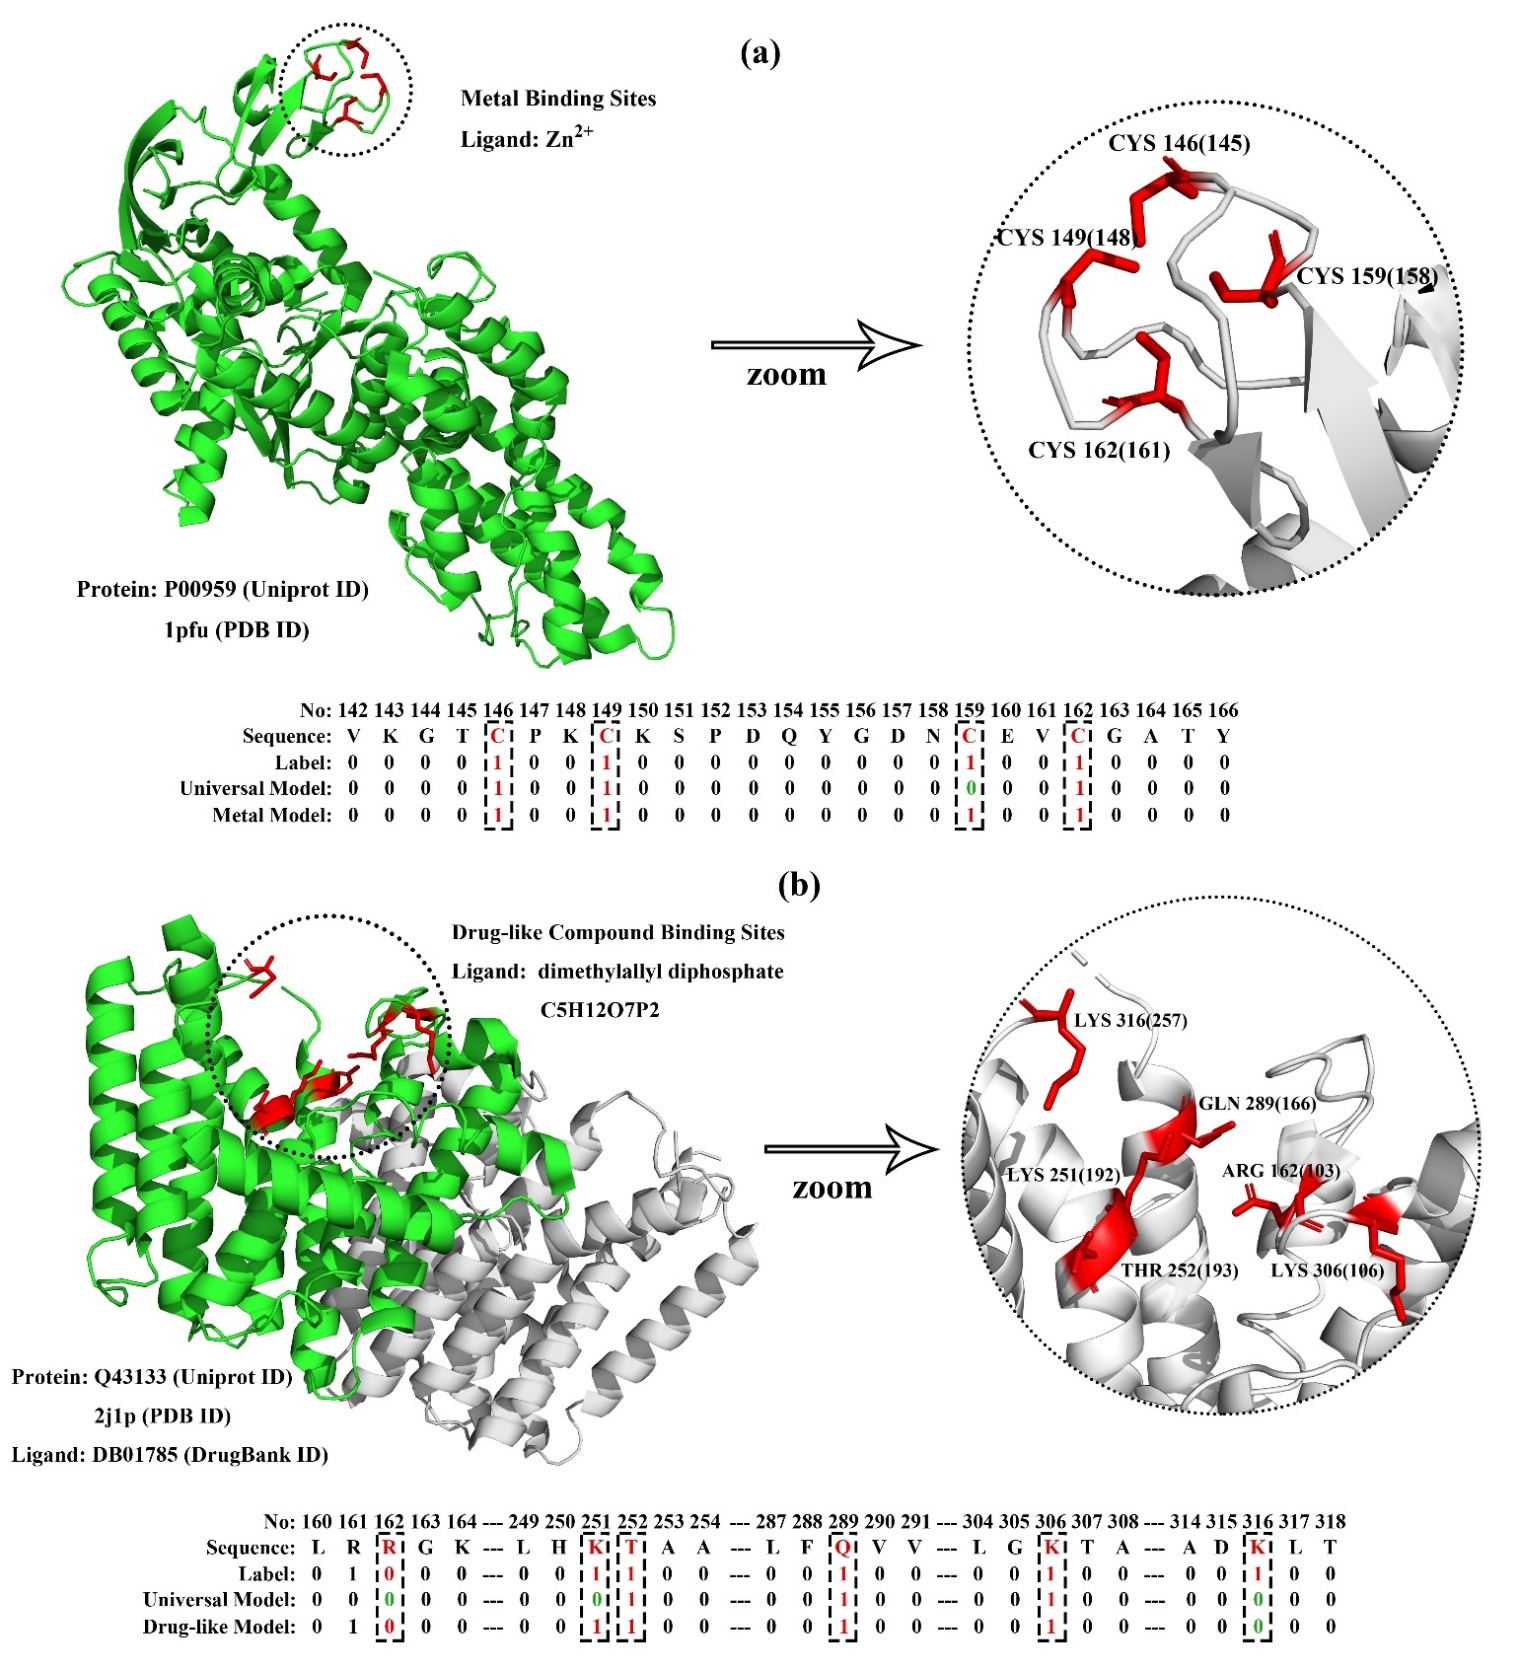 (a)
Metal Binding Sites
Ligand: Zn2+
CYS 146(145)
CYS 149(148)
CYS 159(158)
zoom
CYS 162(161)
Protein: P00959 (Uniprot ID)
1pfu (PDB ID)
No: 142 143 144 145 146 147 148 149 150 151 152 153 154 155 156 157 158 159 160 161 162 163 164 165 166
Sequence: V K G T C P K C K S P D Q Y G D N C E V C G A T Y
Label: 0 0 0 0 1 0 0 1 0 0 0 0 0 0 0 0 0 1 0 0 1 0 0 0 0
Universal Model: 0 0 0 0 1 0 0 1 0 0 0 0 0 0 0 0 0 0 0 0 1 0 0 0 0
Metal Model: 0 0 0 0 1 0 0 1 0 0 0 0 0 0 0 0 0 1 0 0 1 0 0 0 0
(b)
Drug-like Compound Binding Sites
Ligand: dimethylallyl diphosphate
C5H12O7P2
LYS 316(257)
GLN 289(166)
LYS 251(192)
ARG 162(103)
zoom
THR 252(193)
LYS 306(106)
Protein: Q43133 (Uniprot ID)
2j1p (PDB ID)
Ligand: DB01785 (DrugBank ID)
No: 160 161 162 163 164 --- 249 250 251 252 253 254 --- 287 288 289 290 291 --- 304 305 306 307 308 --- 314 315 316 317 318
Sequence: L R R G K --- L H K T A A --- L F Q V V --- L G K T A --- A D K L T
Label: 0 1 0 0 0 --- 0 0 1 1 0 0 --- 0 0 1 0 0 --- 0 0 1 0 0 --- 0 0 1 0 0
Universal Model: 0 0 0 0 0 --- 0 0 0 1 0 0 --- 0 0 1 0 0 --- 0 0 1 0 0 --- 0 0 0 0 0
Drug-like Model: 0 1 0 0 0 --- 0 0 1 1 0 0 --- 0 0 1 0 0 --- 0 0 1 0 0 --- 0 0 0 0 0